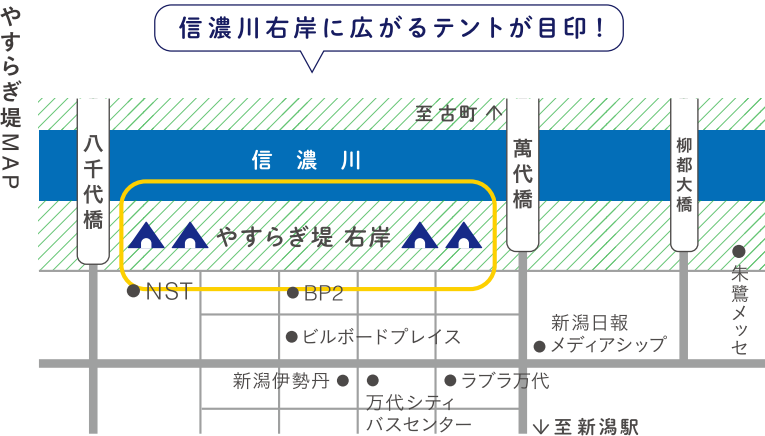 やすらぎ堤MAP
信濃川右岸に広がるテントが目印！
至古町↑
八千代橋
信濃川
萬代橋
柳都大橋
やすらぎ堤 右岸
朱鷺メッセ
NST
BP2
ビルボードプレイス
新潟日報
メディアシップ
新潟伊勢丹
万代シティ
バスセンター
ラブラ万代
↓至新潟駅